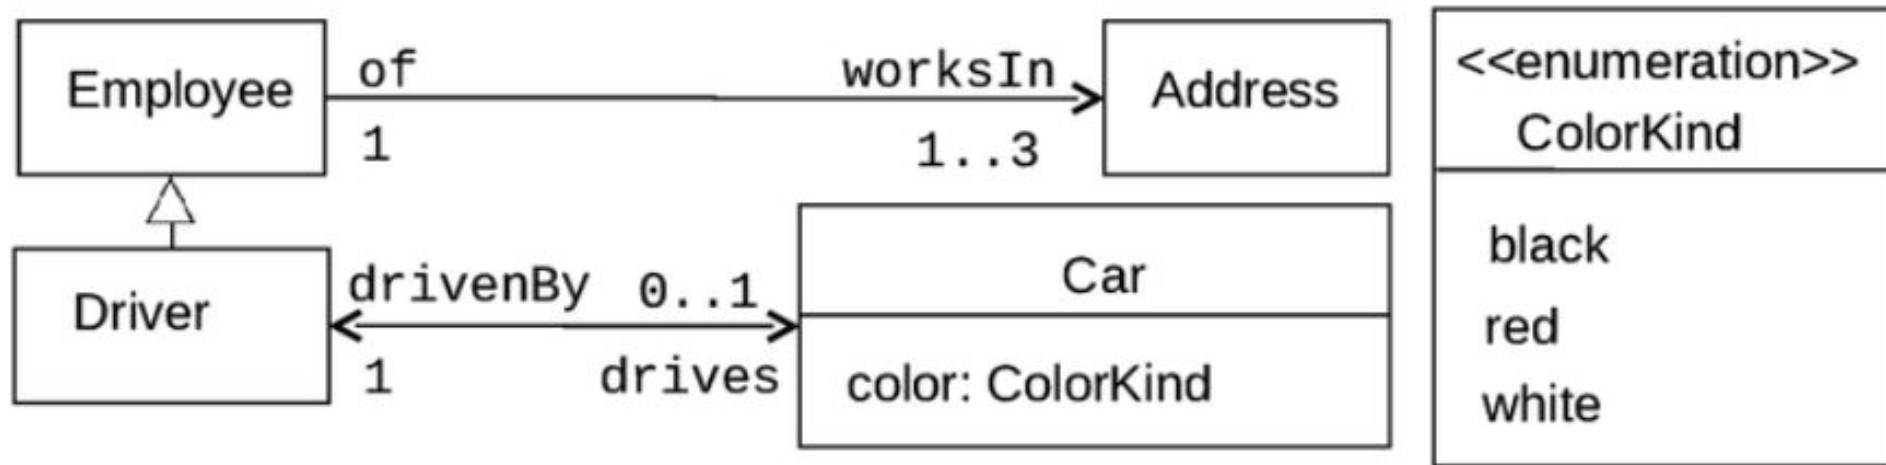 Employee
of
1
worksIn
1..3
Address
<<enumeration>>
ColorKind
black
red
white
Driver
drivenBy
1
0..1
drives
Car
color: ColorKind